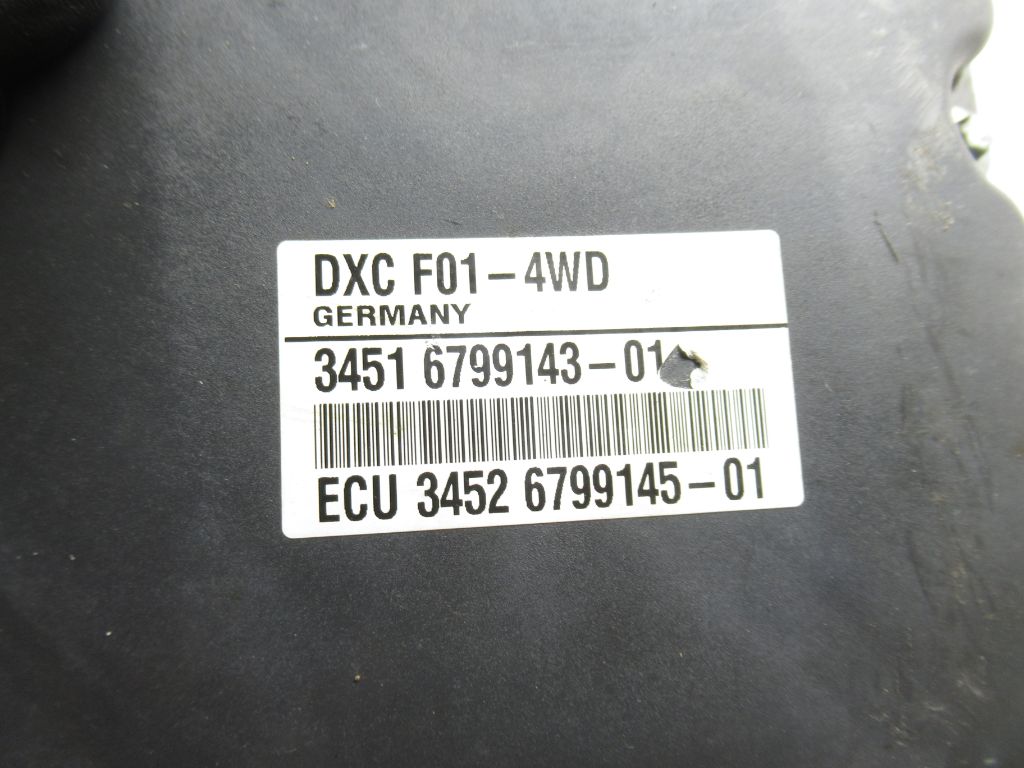 DXC F01-4WD
GERMANY
3451 6799143-01
ECU 3452 6799145-01